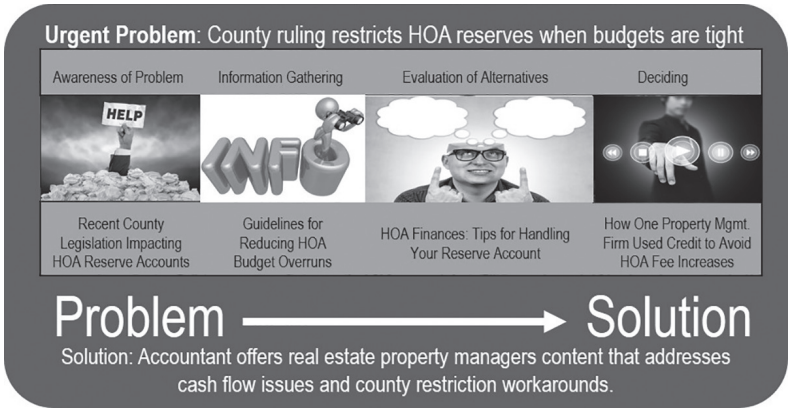 Urgent Problem: County ruling restricts HOA reserves when budgets are tight
Awareness of Problem
Information Gathering
Evaluation of Alternatives
Deciding
HELP
INFO
Recent County
Legislation Impacting
HOA Reserve Accounts
Guidelines for
Reducing HOA
Budget Overruns
HOA Finances: Tips for Handling
Your Reserve Account
How One Property Mgmt.
Firm Used Credit to Avoid
HOA Fee Increases
Problem
Solution
Solution: Accountant offers real estate property managers content that addresses
cash flow issues and county restriction workarounds.